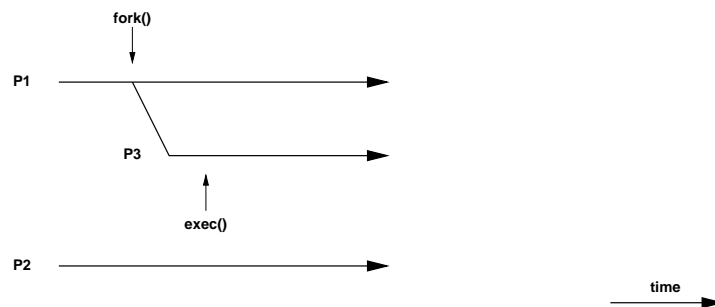 fork()
P1
P3
exec()
P2
time